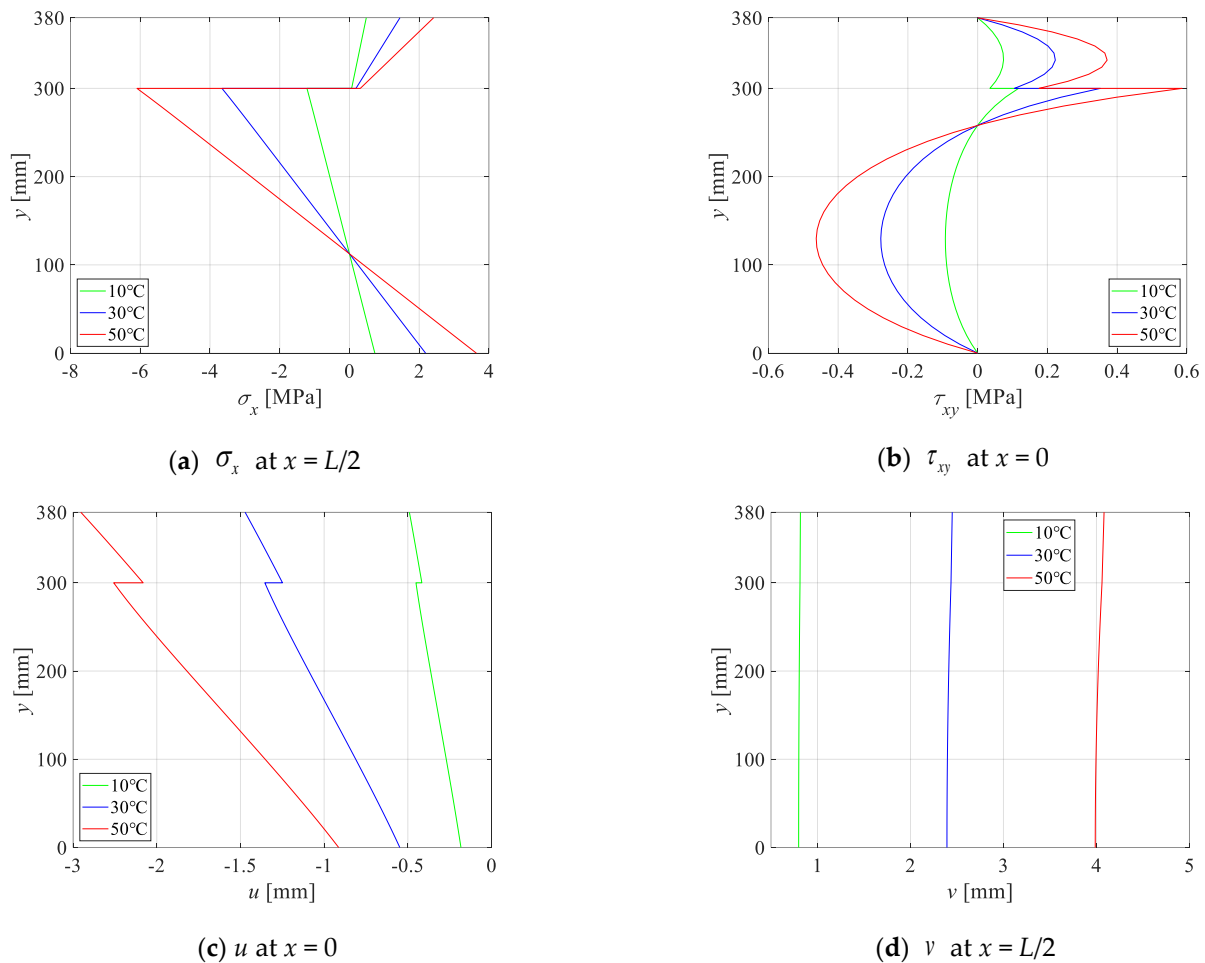 380
300
200
100
0
y [mm]
10℃
30℃
50℃
-8 -6 -4 -2 0 2 4
σx [MPa]
(a) σx at x = L/2
380
300
200
100
0
y [mm]
10℃
30℃
50℃
-0.6 -0.4 -0.2 0 0.2 0.4 0.6
τxy [MPa]
(b) τxy at x = 0
380
300
200
100
0
y [mm]
10℃
30℃
50℃
-3 -2.5 -2 -1.5 -1 -0.5 0
u [mm]
(c) u at x = 0
380
300
200
100
0
y [mm]
10℃
30℃
50℃
1 2 3 4 5
v [mm]
(d) v at x = L/2